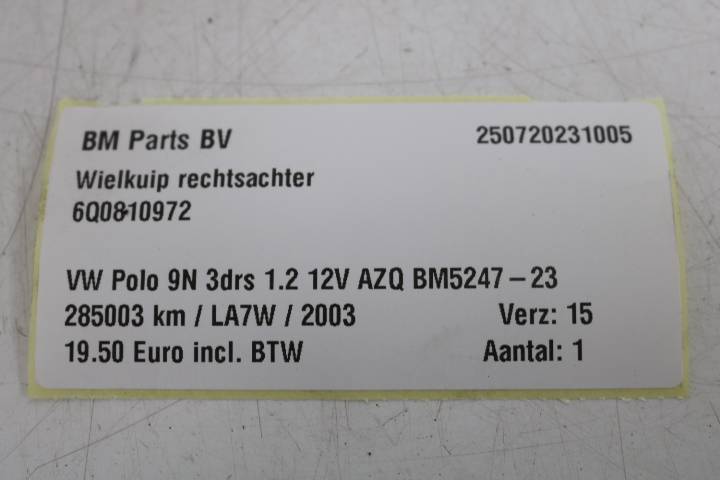 BM Parts BV 250720231005
Wielkuip rechtsachter
6Q0810972
VW Polo 9N 3drs 1.2 12V AZQ BM5247-23
285003 km / LA7W / 2003 Verz: 15
19.50 Euro incl. BTW Aantal: 1